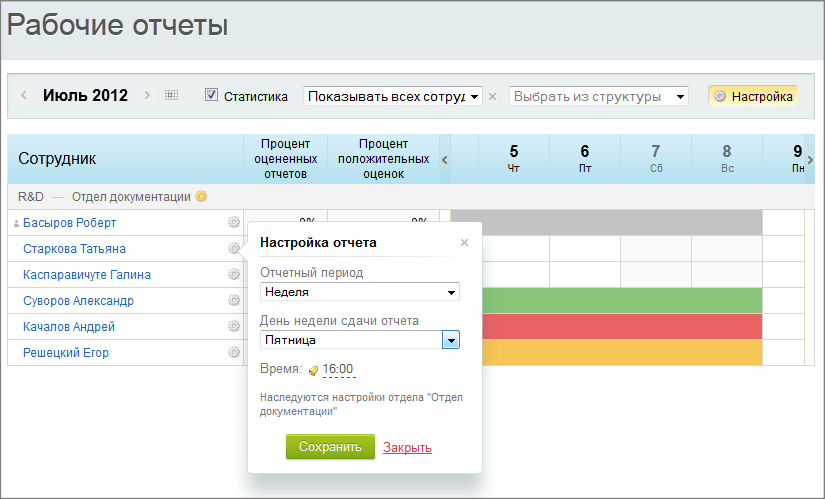 Рабочие отчеты
Июль 2012 Статистика Показывать всех сотруд Выбрать из структуры Настройка
Сотрудник Процент оцененных отчетов Процент положительных оценок 5 Чт 6 Пт 7 Сб 8 Вс 9 Пн
R&D — Отдел документации
Басыров Роберт
Старкова Татьяна
Каспаравичуте Галина
Суворов Александр
Качалов Андрей
Решецкий Егор
Настройка отчета
Отчетный период
Неделя
День недели сдачи отчета
Пятница
Время: 16:00
Наследуются настройки отдела "Отдел
документации"
Сохранить Закрыть